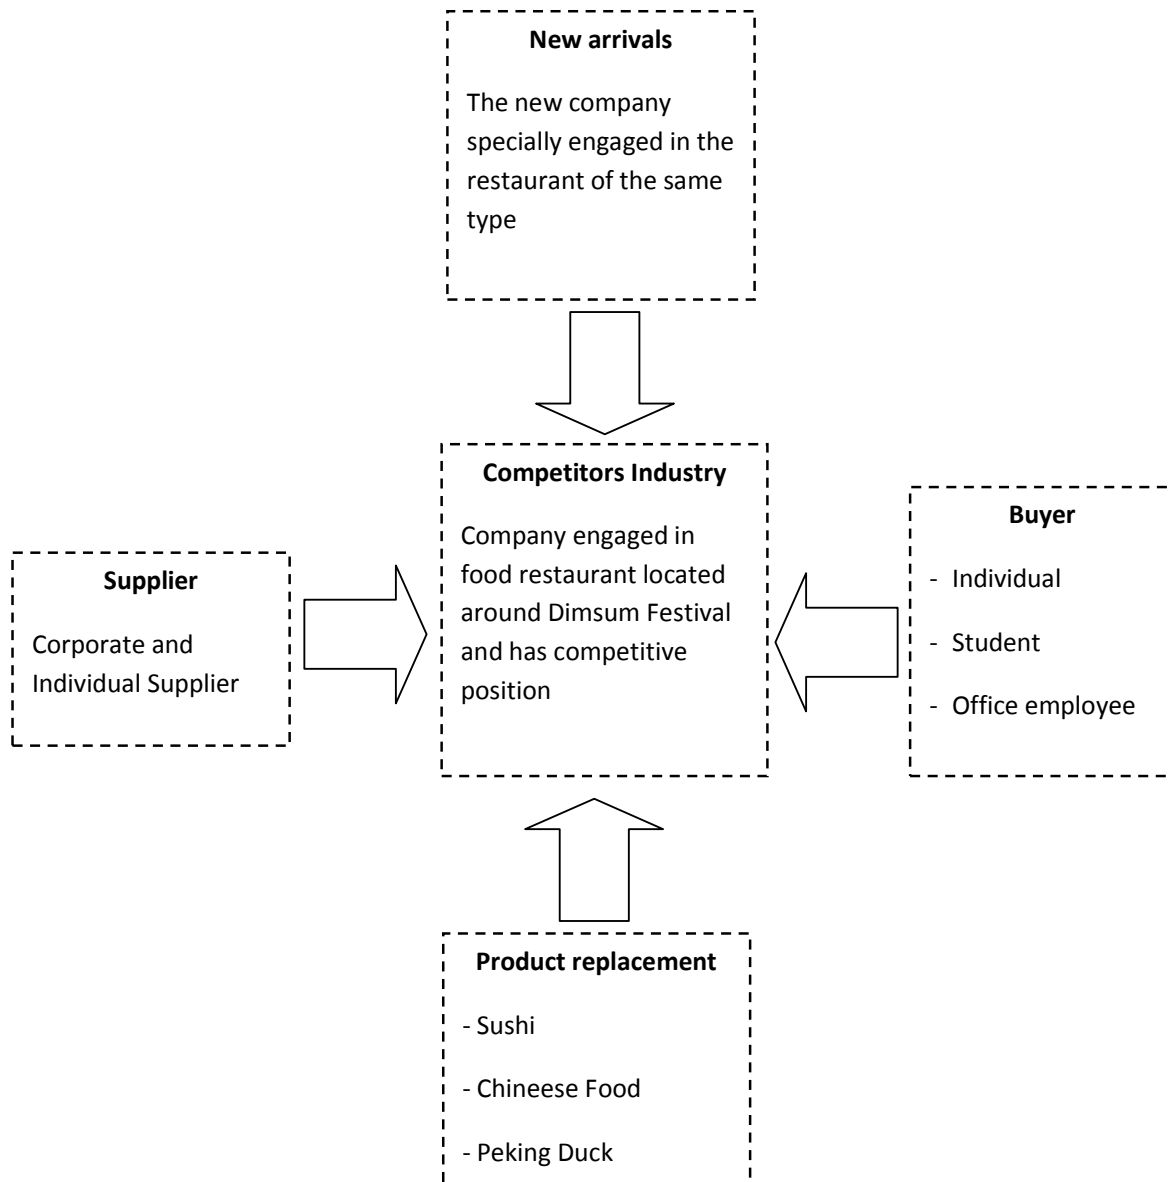 New arrivals
The new company
specially engaged in the
restaurant of the same
type
Competitors Industry
Company engaged in
food restaurant located
around Dimsum Festival
and has competitive
position
Buyer
- Individual
- Student
- Office employee
Supplier
Corporate and
Individual Supplier
Product replacement
- Sushi
- Chineese Food
- Peking Duck